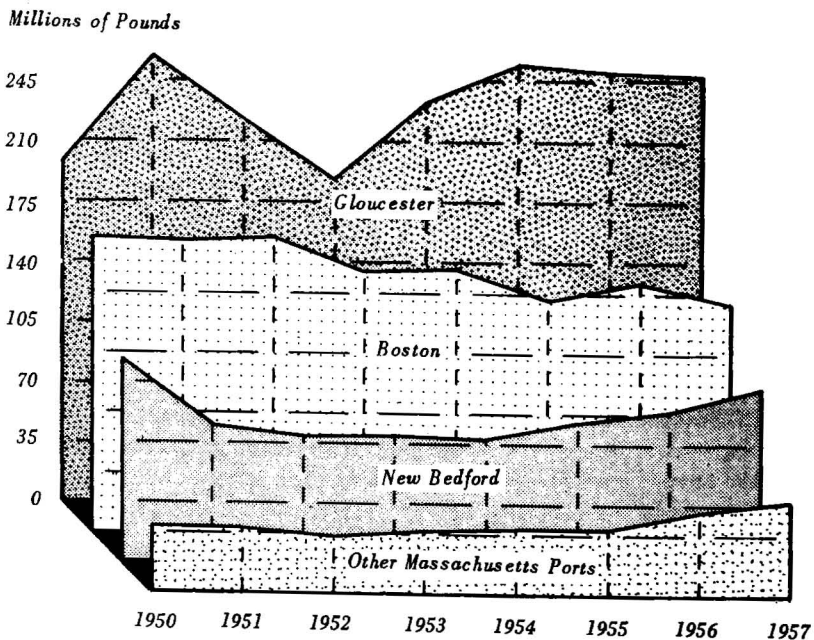 Millions of Pounds
245
210
175
140
105
70
35
0
Gloucester
Boston
New Bedford
Other Massachusetts Ports
1950 1951 1952 1953 1954 1955 1956 1957